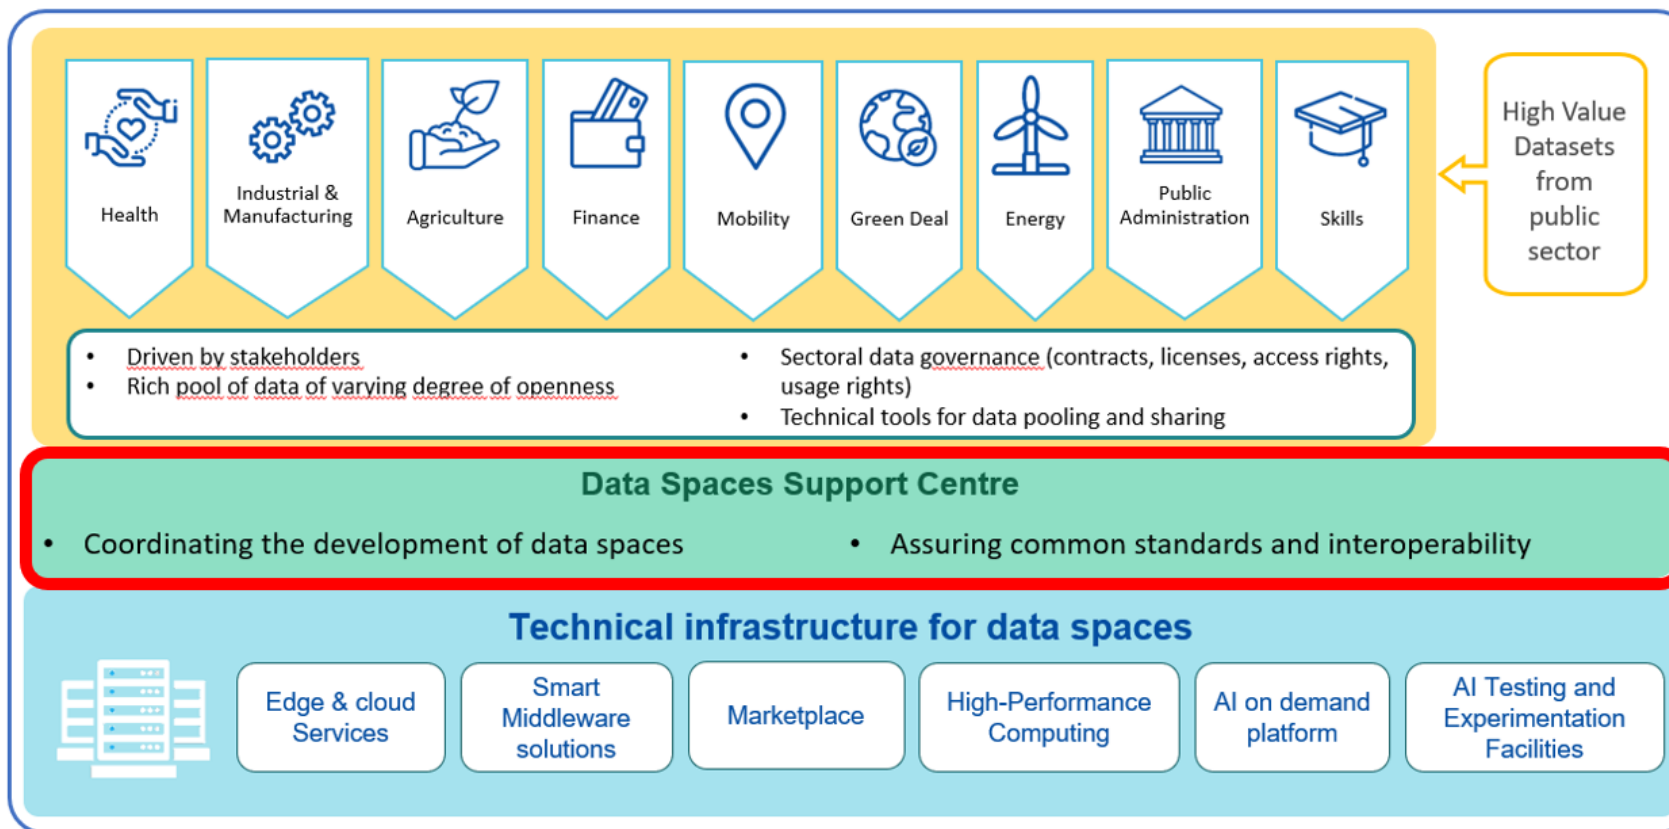 Health
Industrial &
Manufacturing
Agriculture
Finance
Mobility
Green Deal
Energy
Public
Administration
Skills
High Value
Datasets
from
public
sector
• Driven by stakeholders
• Rich pool of data of varying degree of openness
• Sectoral data governance (contracts, licenses, access rights,
usage rights)
• Technical tools for data pooling and sharing
Data Spaces Support Centre
• Coordinating the development of data spaces
• Assuring common standards and interoperability
Technical infrastructure for data spaces
Edge & cloud
Services
Smart
Middleware
solutions
Marketplace
High-Performance
Computing
AI on demand
platform
AI Testing and
Experimentation
Facilities